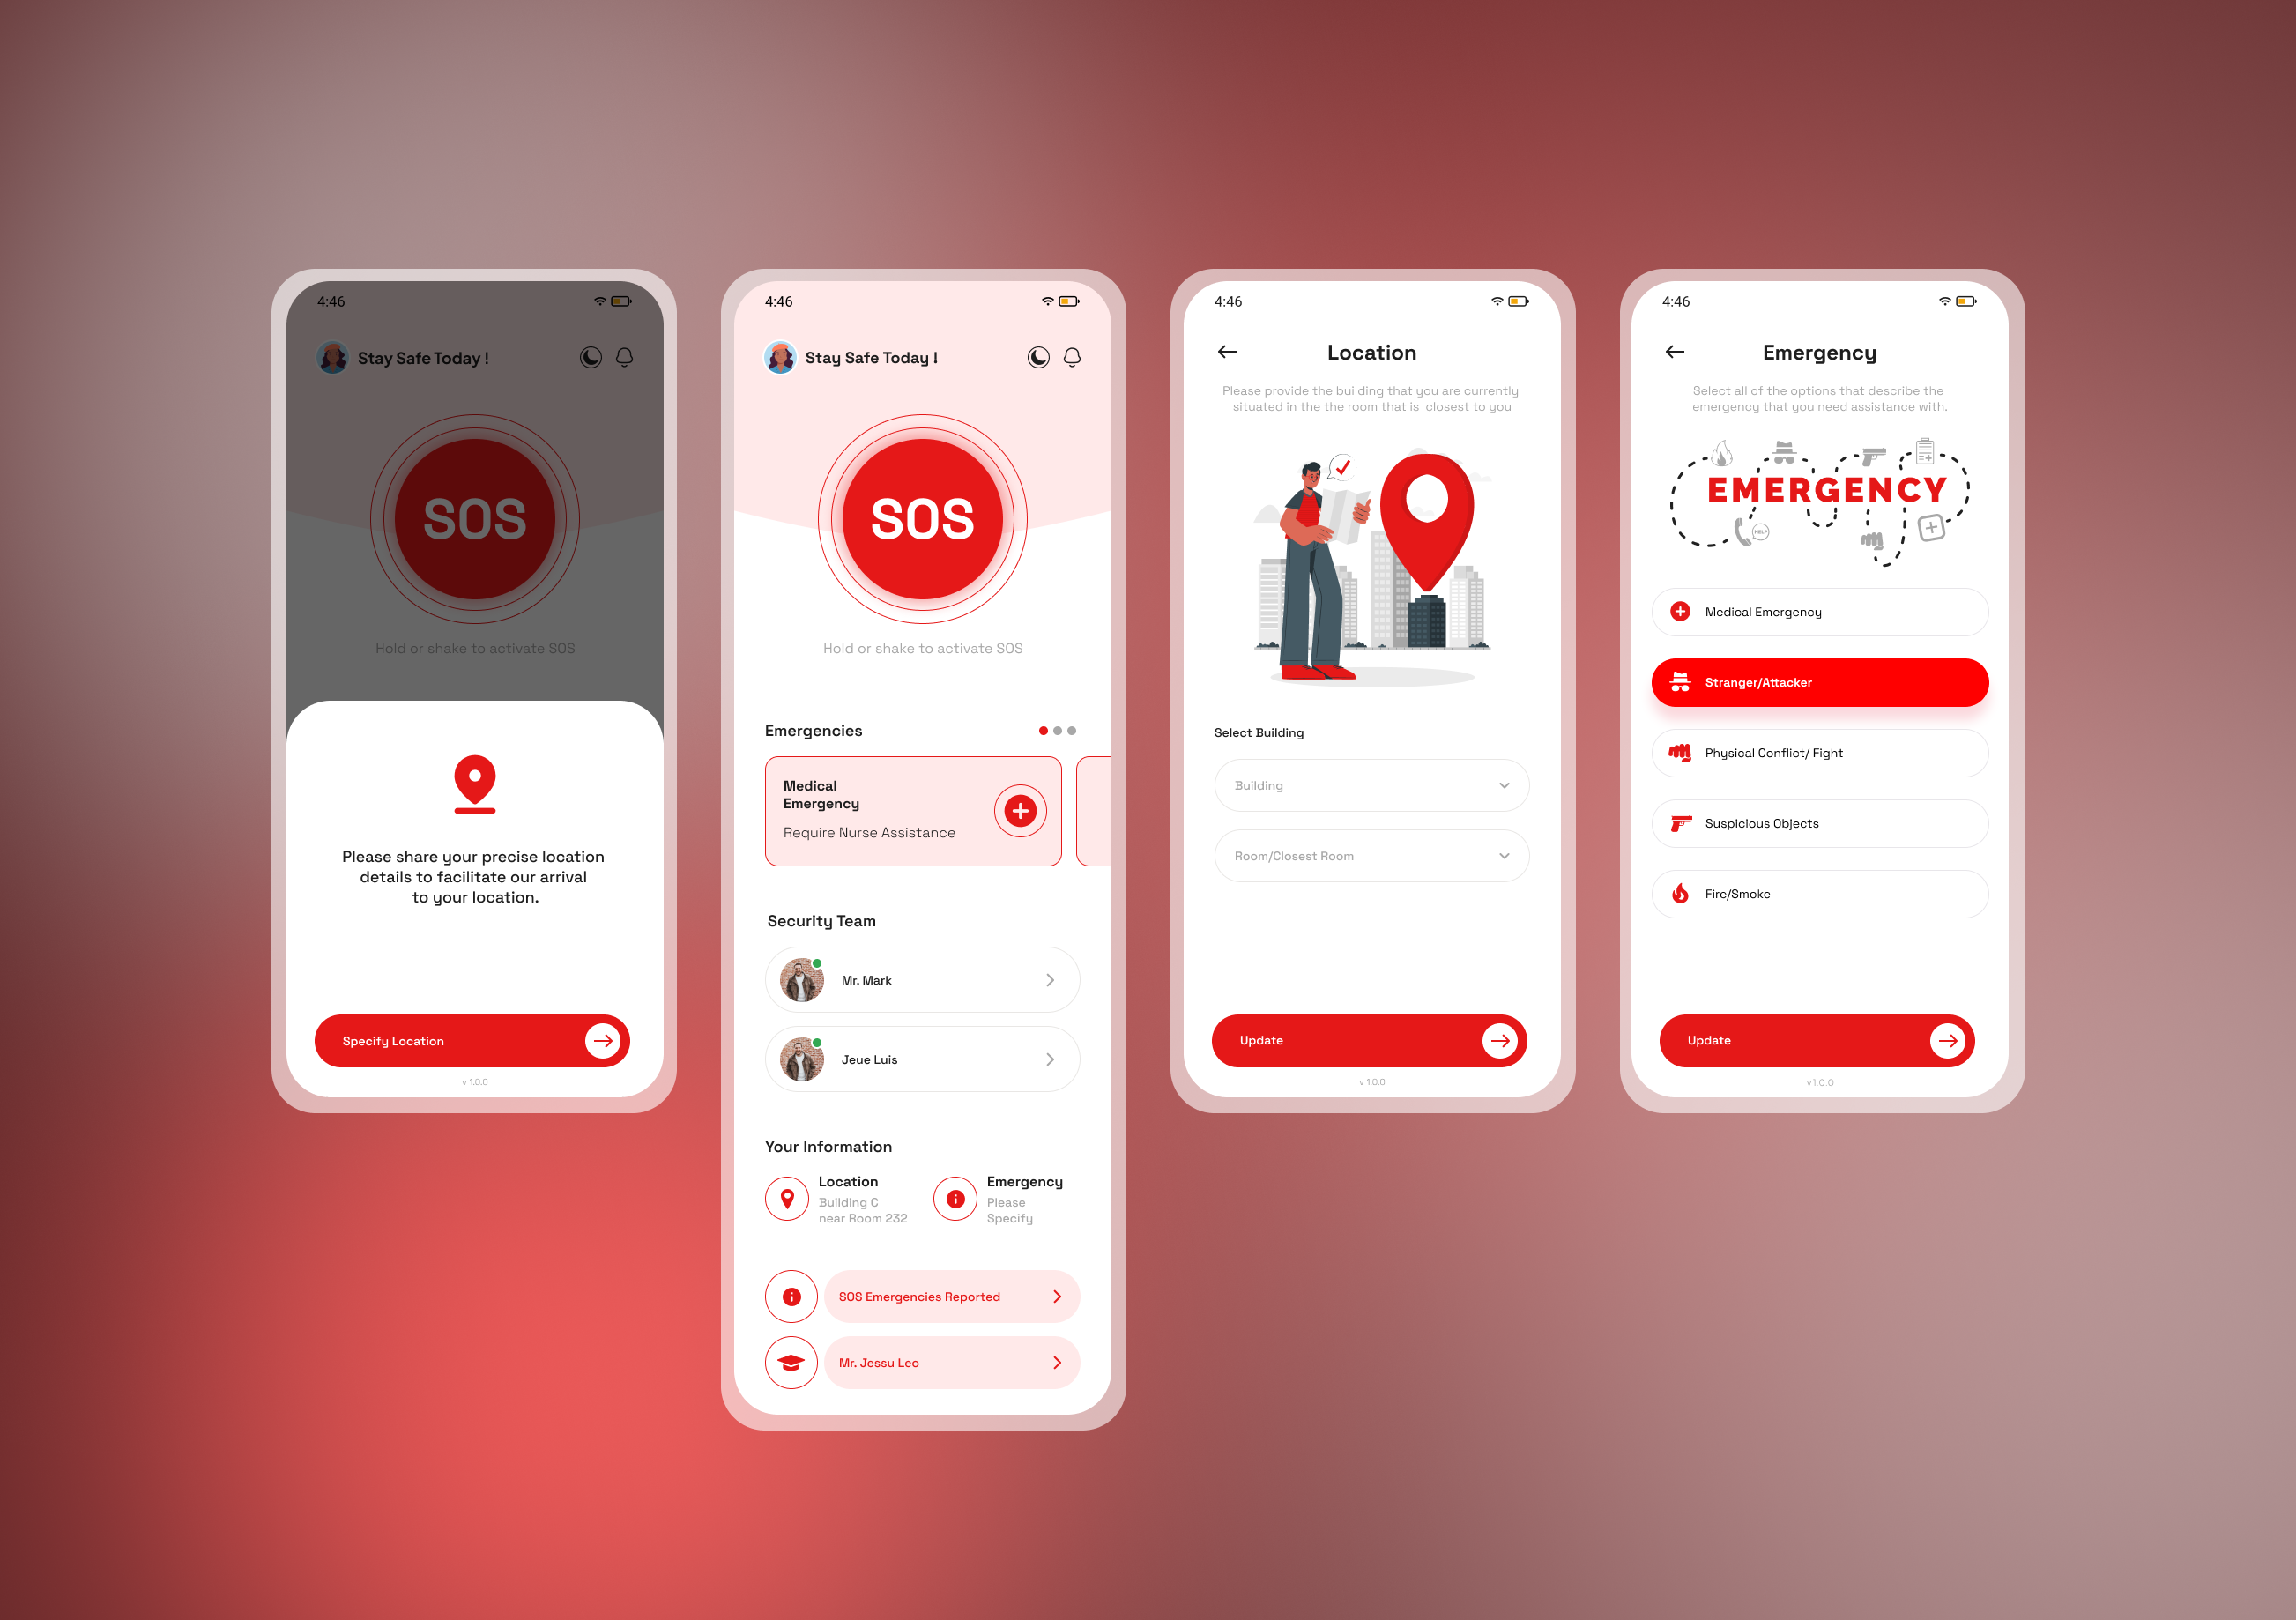 4:46
Stay Safe Today !
SOS
Hold or shake to activate SOS
Please share your precise location
details to facilitate our arrival
to your location.
Specify Location
v 1.0.0
4:46
Stay Safe Today !
SOS
Hold or shake to activate SOS
Emergencies
Medical
Emergency
Require Nurse Assistance
Security Team
Mr. Mark
Jeue Luis
Your Information
Location
Building C
near Room 232
Emergency
Please
Specify
SOS Emergencies Reported
Mr. Jessu Leo
4:46
Location
Please provide the building that you are currently
situated in the the room that is closest to you
Select Building
Building
Room/Closest Room
Update
v 1.0.0
4:46
Emergency
Select all of the options that describe the
emergency that you need assistance with.
EMERGENCY
HELP
Medical Emergency
Stranger/Attacker
Physical Conflict/ Fight
Suspicious Objects
Fire/Smoke
Update
v 1.0.0